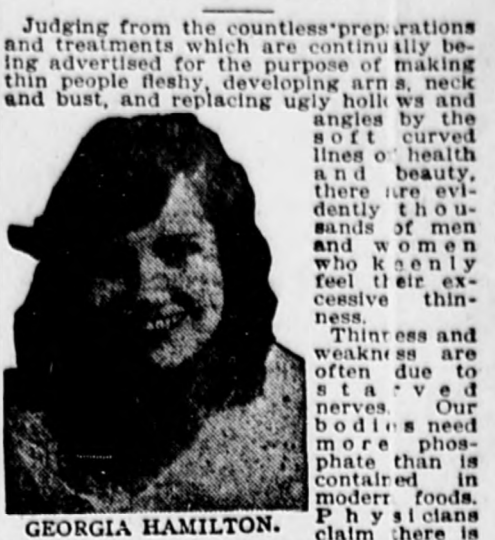 Judging from the countless preparations
and treatments which are continually be-
ing advertised for the purpose of making
thin people fleshy, developing arms, neck
and bust, and replacing ugly hollows and
angles by the
soft curved
lines of health
and beauty,
there are evi-
dently thou-
sands of men
and women
who keenly
feel their ex-
cessive thin-
ness.
Thinness and
weakness are
often due to
starved
nerves. Our
bodies need
more phos-
phate than is
contained in
modern foods.
Physicians
claim there is
GEORGIA HAMILTON.